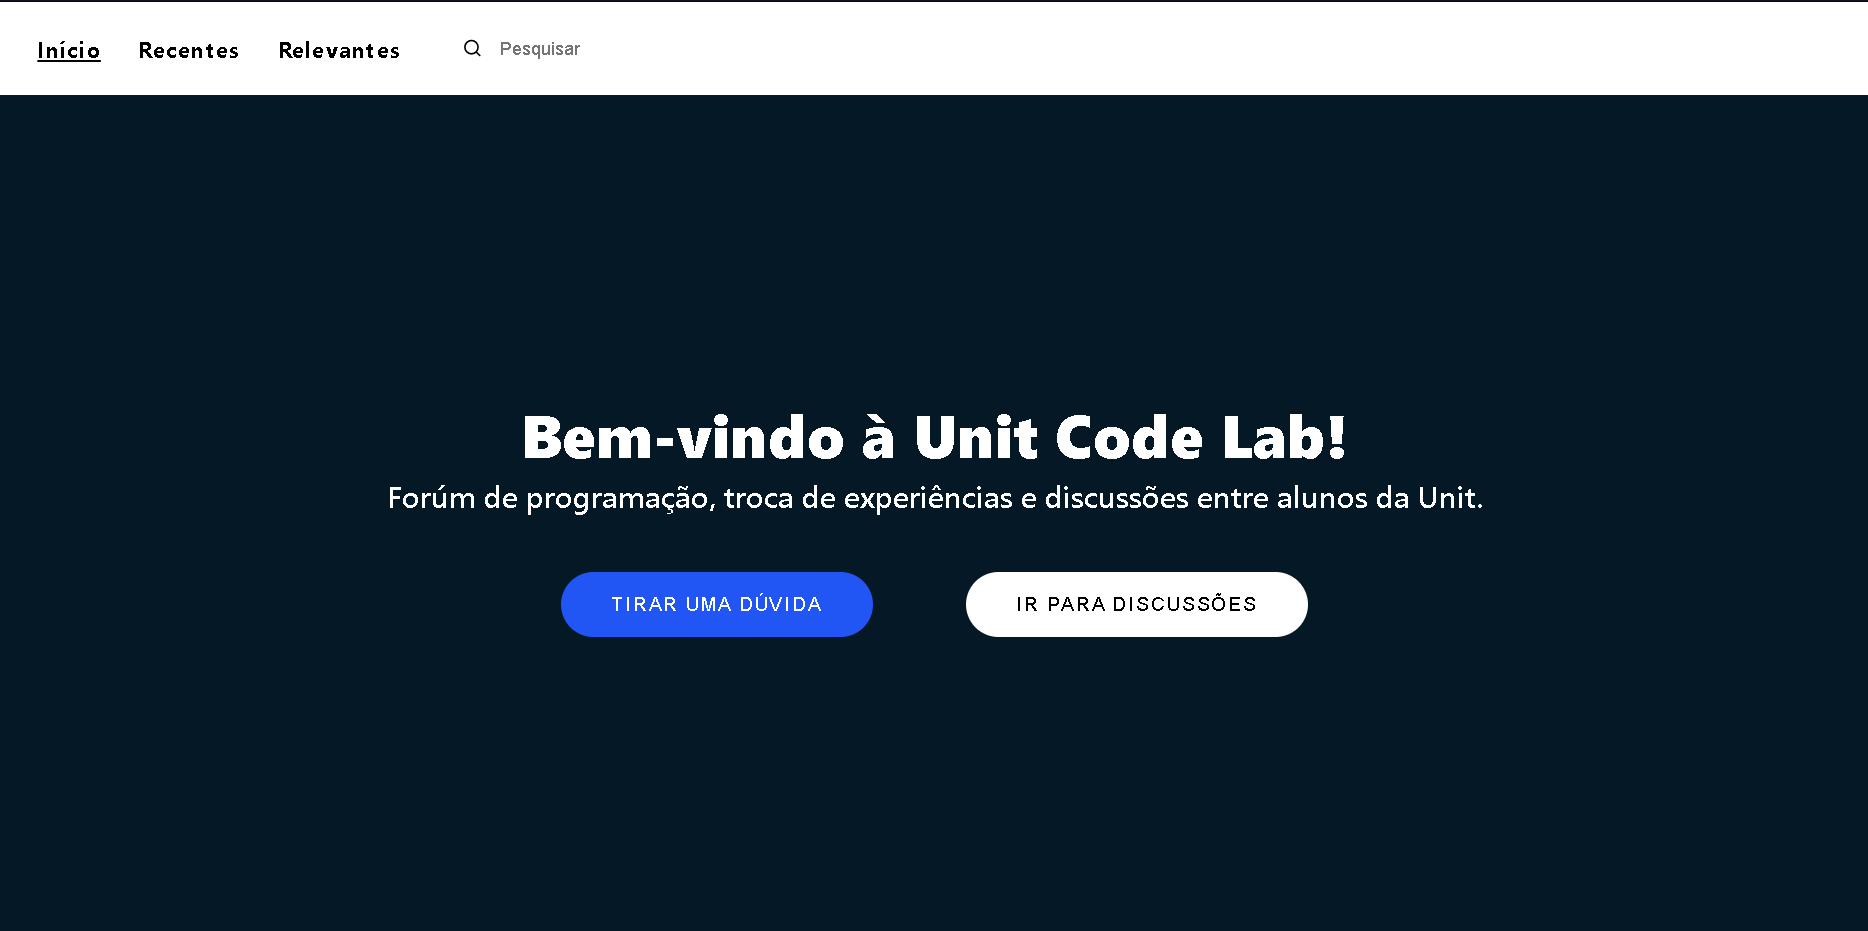 Início Recentes Relevantes Pesquisar
Bem-vindo à Unit Code Lab!
Forúm de programação, troca de experiências e discussões entre alunos da Unit.
TIRAR UMA DÚVIDA IR PARA DISCUSSÕES